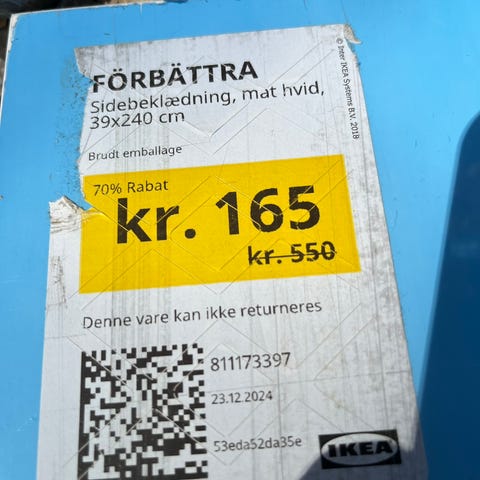 FÖRBÄTTRA
Sidebeklædning, mat hvid,
39x240 cm
Brudt emballage
70% Rabat
kr. 165
kr. 550
Denne vare kan ikke returneres
811173397
23.12.2024
53eda52da35e
IKEA
© Inter IKEA Systems B.V. 2018